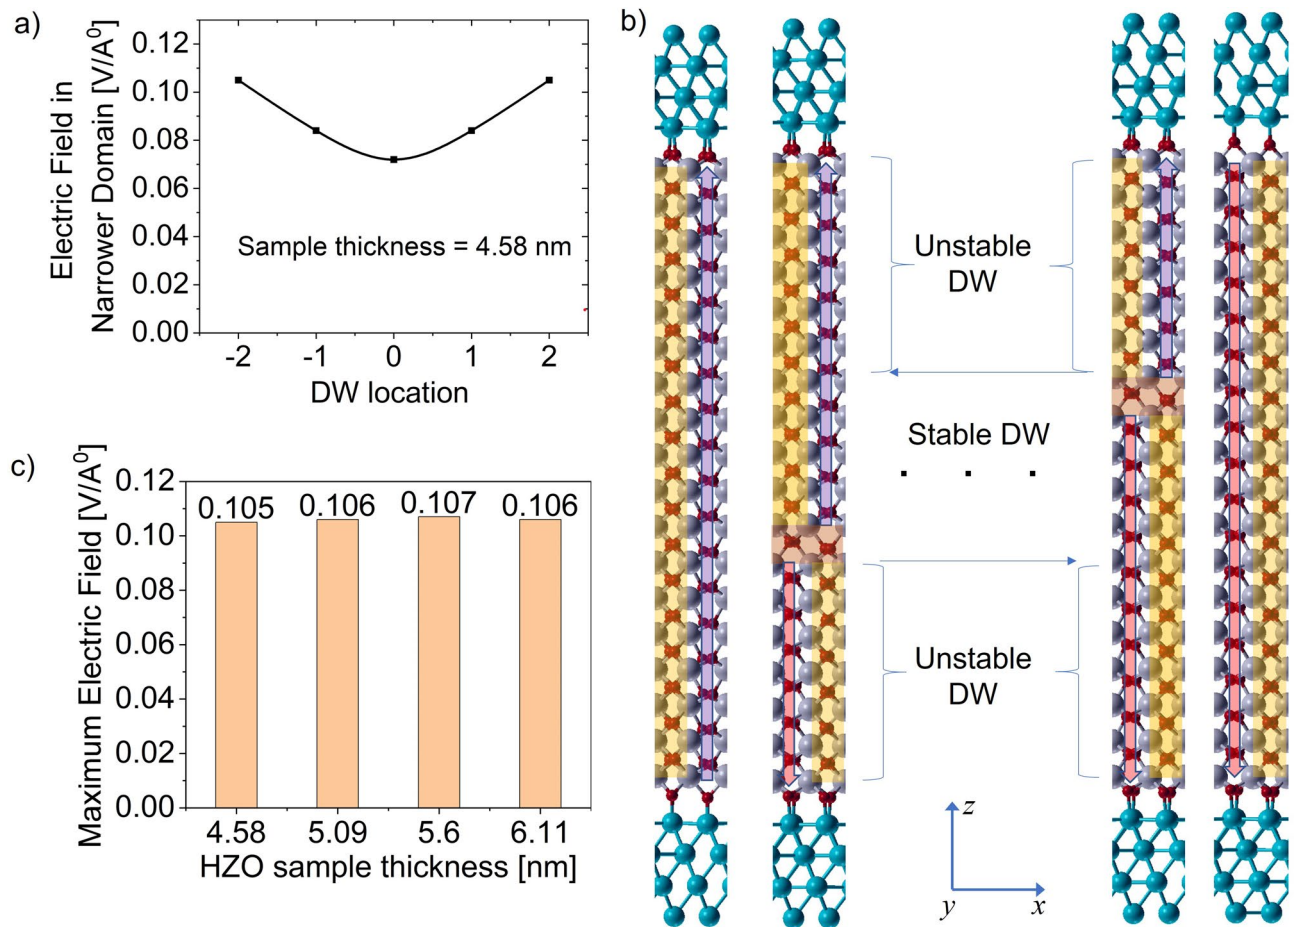 a)
Electric Field in
Narrower Domain [V/A⁰]
0.12
0.10
0.08
0.06
0.04
0.02
0.00
Sample thickness = 4.58 nm
-2 -1 0 1 2
DW location
b)
Unstable
DW
Stable DW
Unstable
DW
z
y x
c)
Maximum Electric Field [V/A⁰]
0.12
0.10
0.08
0.06
0.04
0.02
0.00
0.105 0.106 0.107 0.106
4.58 5.09 5.6 6.11
HZO sample thickness [nm]